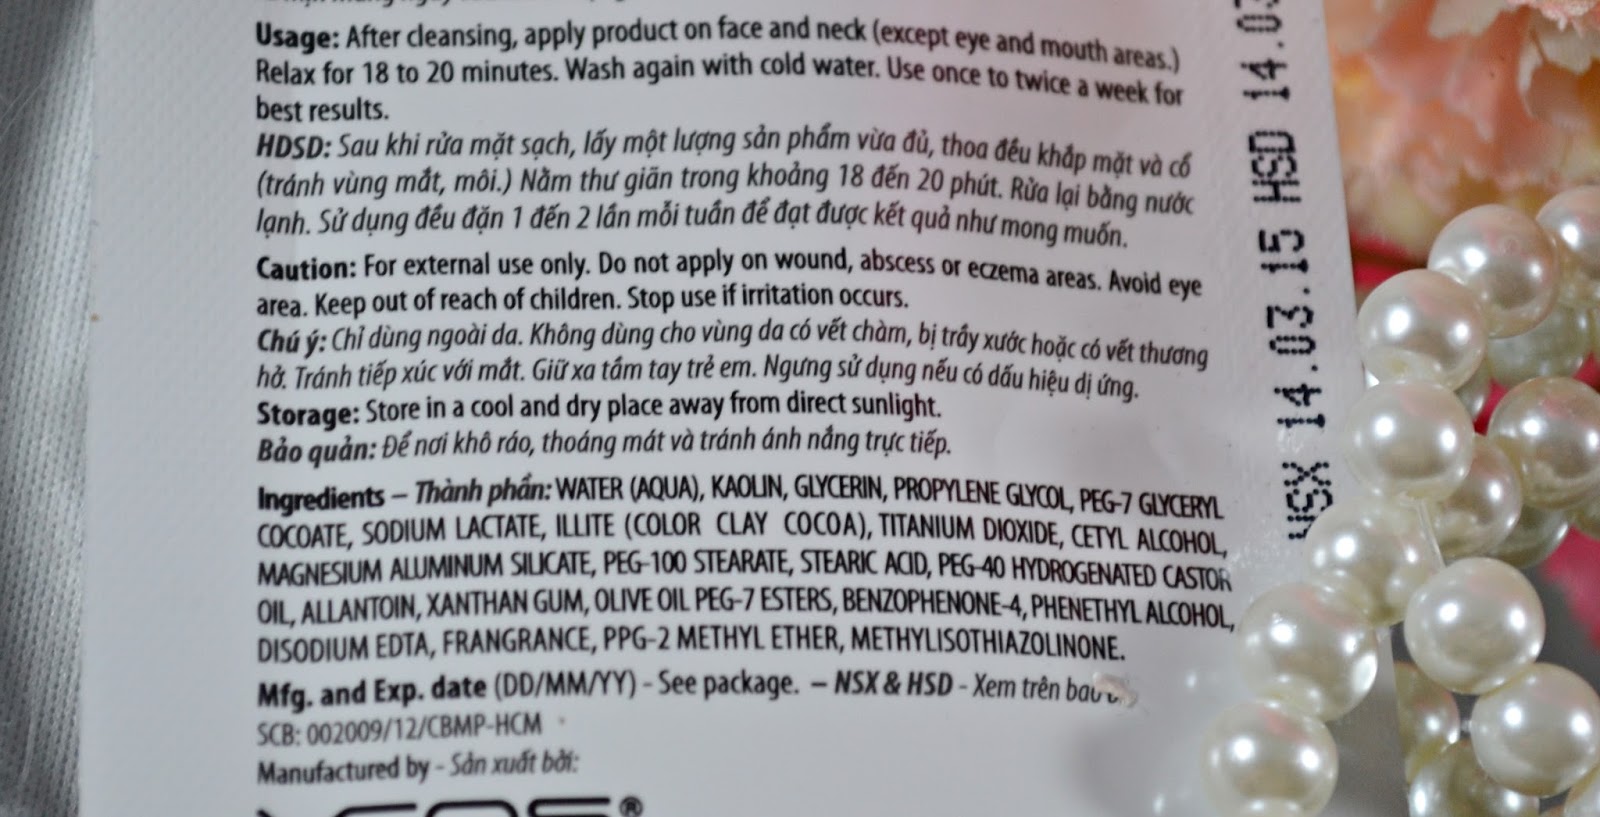 Usage: After cleansing, apply product on face and neck (except eye and mouth areas.)
Relax for 18 to 20 minutes. Wash again with cold water. Use once to twice a week for
best results.
HDSD: Sau khi rửa mặt sạch, lấy một lượng sản phẩm vừa đủ, thoa đều khắp mặt và cổ
(tránh vùng mắt, môi.) Nằm thư giãn trong khoảng 18 đến 20 phút. Rửa lại bằng nước
lạnh. Sử dụng đều đặn 1 đến 2 lần mỗi tuần để đạt được kết quả như mong muốn.
Caution: For external use only. Do not apply on wound, abscess or eczema areas. Avoid eye
area. Keep out of reach of children. Stop use if irritation occurs.
Chú ý: Chỉ dùng ngoài da. Không dùng cho vùng da có vết chàm, bị trầy xước hoặc có vết thương
hở. Tránh tiếp xúc với mắt. Giữ xa tầm tay trẻ em. Ngưng sử dụng nếu có dấu hiệu dị ứng.
Storage: Store in a cool and dry place away from direct sunlight.
Bảo quản: Để nơi khô ráo, thoáng mát và tránh ánh nắng trực tiếp.
Ingredients – Thành phần: WATER (AQUA), KAOLIN, GLYCERIN, PROPYLENE GLYCOL, PEG-7 GLYCERYL
COCOATE, SODIUM LACTATE, ILLITE (COLOR CLAY COCOA), TITANIUM DIOXIDE, CETYL ALCOHOL,
MAGNESIUM ALUMINUM SILICATE, PEG-100 STEARATE, STEARIC ACID, PEG-40 HYDROGENATED CASTOR
OIL, ALLANTOIN, XANTHAN GUM, OLIVE OIL PEG-7 ESTERS, BENZOPHENONE-4, PHENETHYL ALCOHOL,
DISODIUM EDTA, FRANGRANCE, PPG-2 METHYL ETHER, METHYLISOTHIAZOLINONE.
Mfg. and Exp. date (DD/MM/YY) - See package. – NSX & HSD - Xem trên bao
SCB: 002009/12/CBMP-HCM
Manufactured by - Sản xuất bởi:
NSX 14.03.15 HSD 14.03